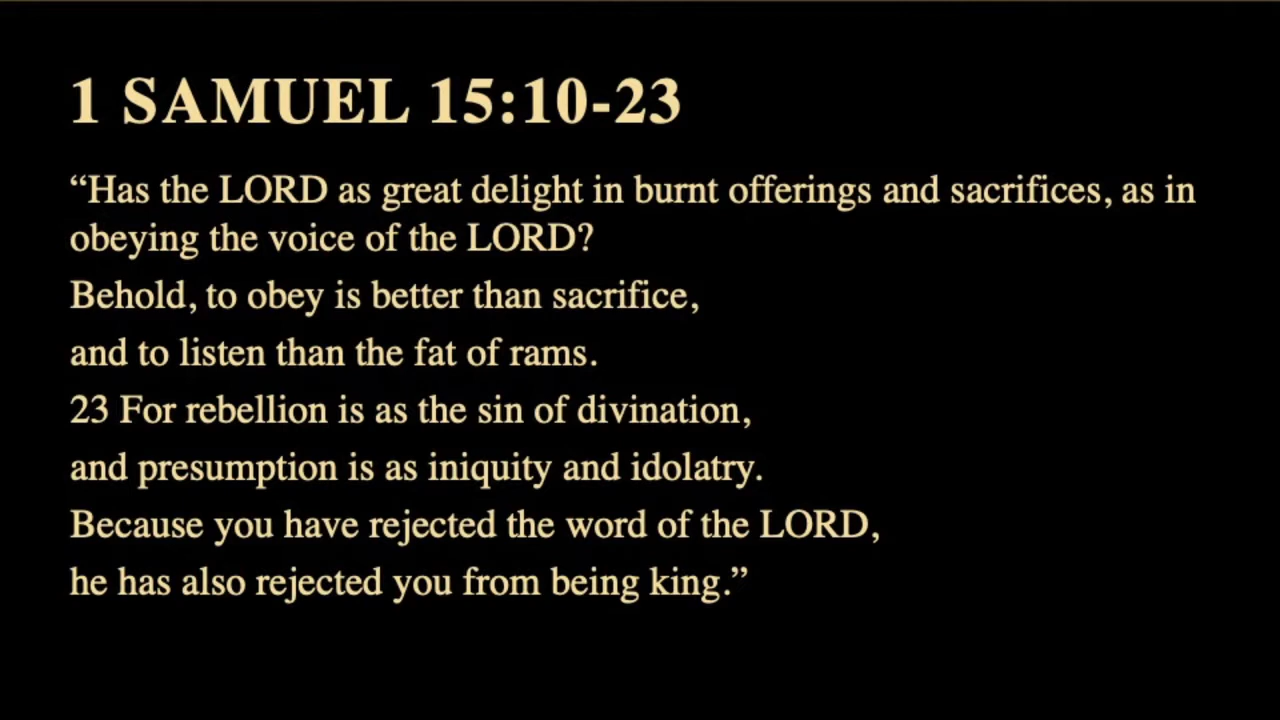 1 SAMUEL 15:10-23
“Has the LORD as great delight in burnt offerings and sacrifices, as in
obeying the voice of the LORD?
Behold, to obey is better than sacrifice,
and to listen than the fat of rams.
23 For rebellion is as the sin of divination,
and presumption is as iniquity and idolatry.
Because you have rejected the word of the LORD,
he has also rejected you from being king.”